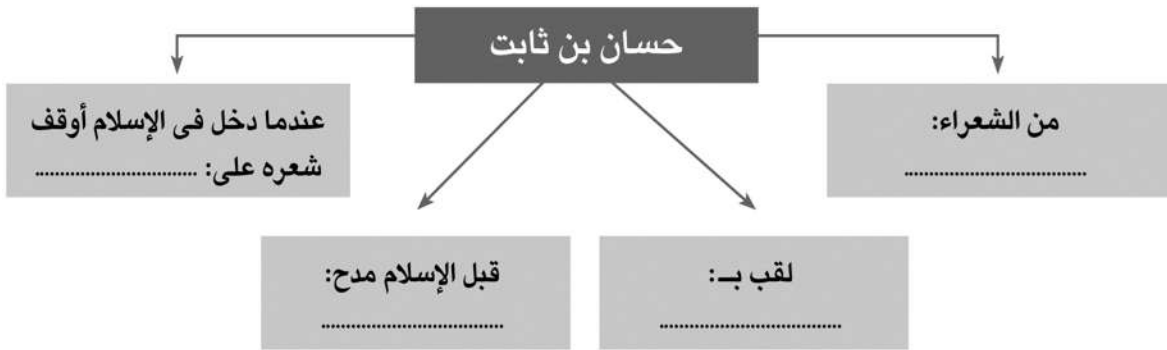 حسان بن ثابت
من الشعراء:
....................................
لقب بـ:
....................................
قبل الإسلام مدح:
....................................
عندما دخل فى الإسلام أوقف
شعره على: ................................